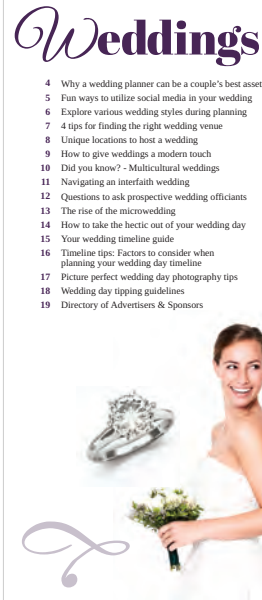 Weddings
4 Why a wedding planner can be a couple's best asset
5 Fun ways to utilize social media in your wedding
6 Explore various wedding styles during planning
7 4 tips for finding the right wedding venue
8 Unique locations to host a wedding
9 How to give weddings a modern touch
10 Did you know? - Multicultural weddings
11 Navigating an interfaith wedding
12 Questions to ask prospective wedding officiants
13 The rise of the microwedding
14 How to take the hectic out of your wedding day
15 Your wedding timeline guide
16 Timeline tips: Factors to consider when
planning your wedding day timeline
17 Picture perfect wedding day photography tips
18 Wedding day tipping guidelines
19 Directory of Advertisers & Sponsors